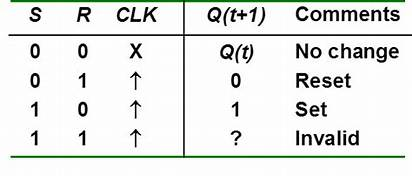 S R CLK Q(t+1) Comments
0 0 X Q(t) No change
0 1 ↑ 0 Reset
1 0 ↑ 1 Set
1 1 ↑ ? Invalid